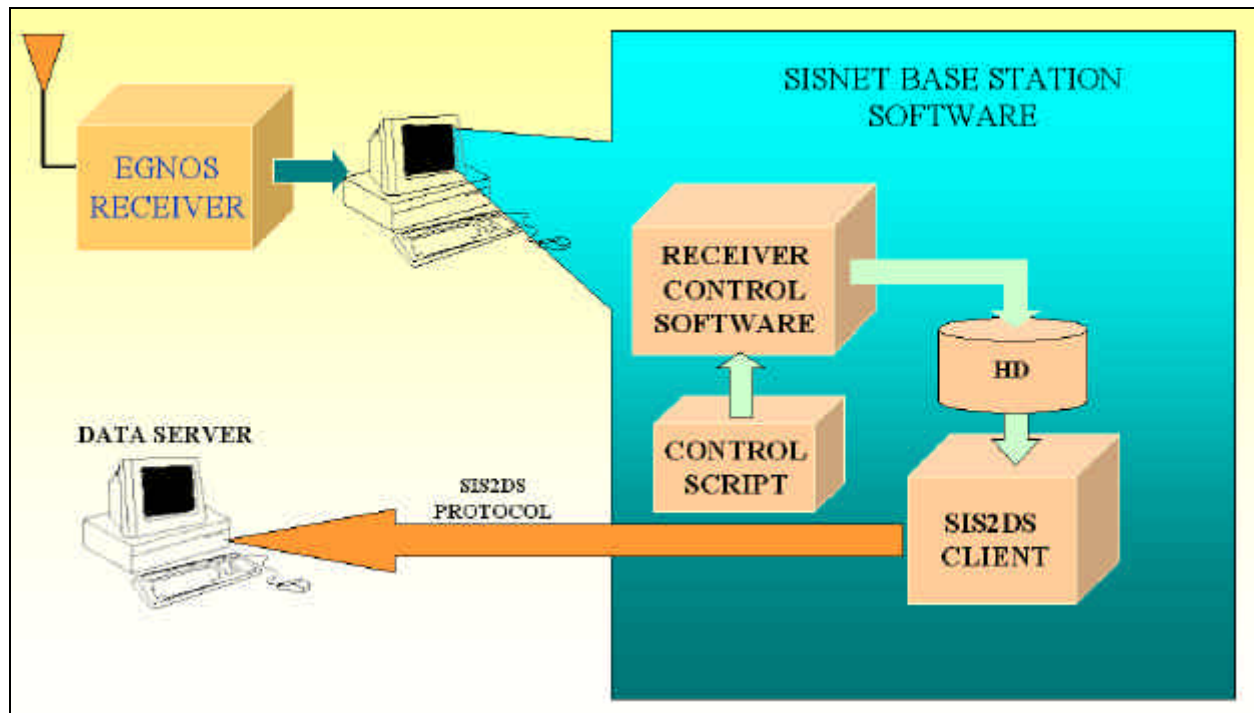 SISNET BASE STATION
SOFTWARE
EGNOS
RECEIVER
RECEIVER
CONTROL
SOFTWARE
HD
CONTROL
SCRIPT
DATA SERVER
SIS2DS
PROTOCOL
SIS2DS
CLIENT